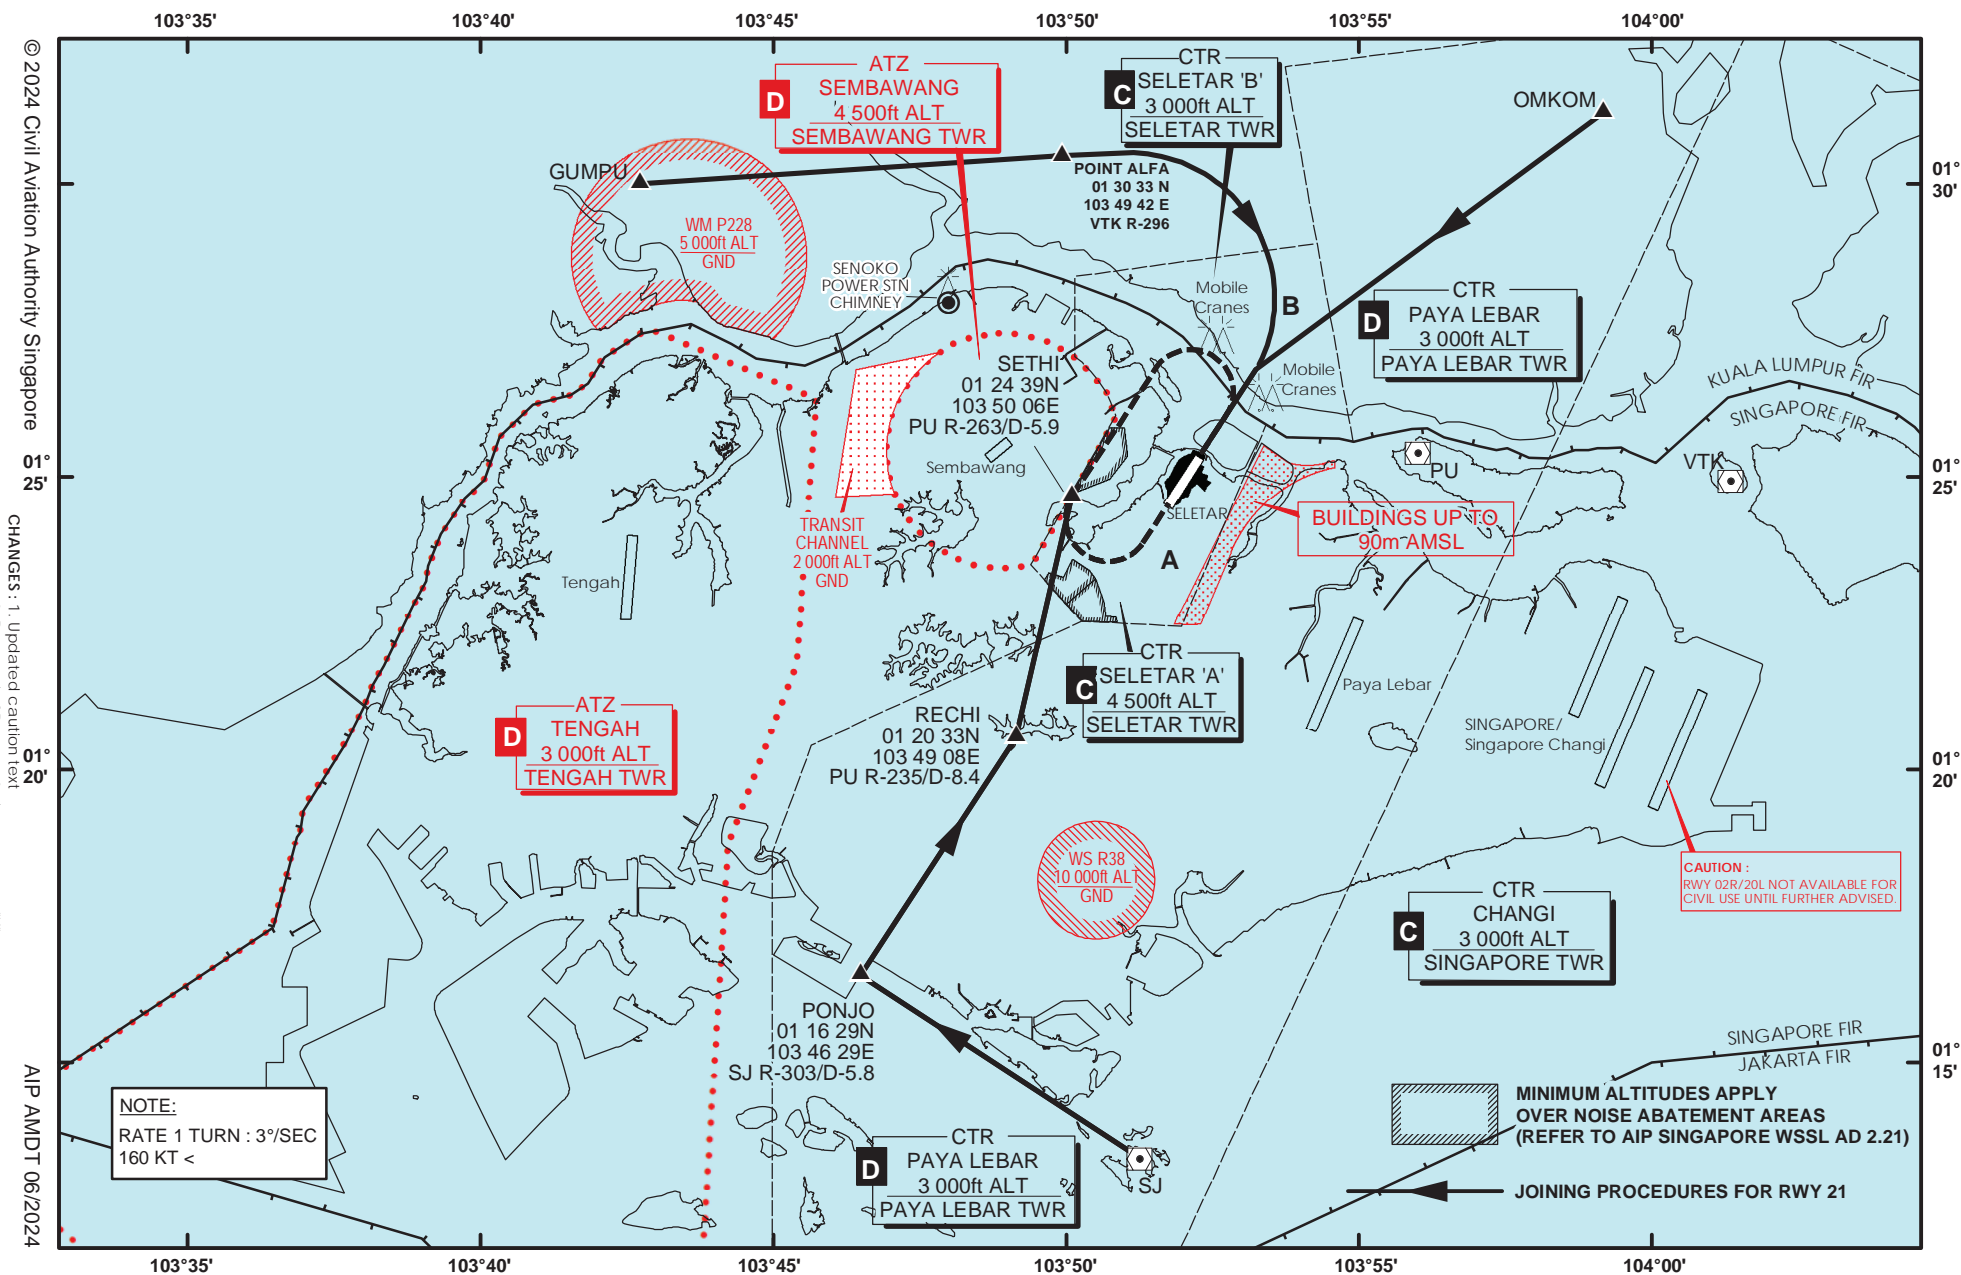 103°35'
103°40'
103°45'
103°50'
103°55'
104°00'
© 2024 Civil Aviation Authority Singapore
CHANGES : 1. Updated caution text
AIP AMDT 06/2024
D
ATZ
SEMBAWANG
4 500ft ALT
SEMBAWANG TWR
C
CTR
SELETAR 'B'
3 000ft ALT
SELETAR TWR
OMKOM
GUMPU
POINT ALFA
01 30 33 N
103 49 42 E
VTK R-296
01°
30'
WM P228
5 000ft ALT
GND
SENOKO
POWER STN
CHIMNEY
Mobile
Cranes
B
D
CTR
PAYA LEBAR
3 000ft ALT
PAYA LEBAR TWR
SETHI
01 24 39N
103 50 06E
PU R-263/D-5.9
Mobile
Cranes
KUALA LUMPUR FIR
SINGAPORE FIR
Sembawang
PU
VTK
01°
25'
01°
25'
SELETAR
TRANSIT
CHANNEL
2 000ft ALT
GND
BUILDINGS UP TO
90m AMSL
A
Tengah
C
CTR
SELETAR 'A'
4 500ft ALT
SELETAR TWR
Paya Lebar
D
ATZ
TENGAH
3 000ft ALT
TENGAH TWR
RECHI
01 20 33N
103 49 08E
PU R-235/D-8.4
SINGAPORE/
Singapore Changi
01°
20'
01°
20'
WS R38
10 000ft ALT
GND
CAUTION :
RWY 02R/20L NOT AVAILABLE FOR
CIVIL USE UNTIL FURTHER ADVISED.
C
CTR
CHANGI
3 000ft ALT
SINGAPORE TWR
PONJO
01 16 29N
103 46 29E
SJ R-303/D-5.8
SINGAPORE FIR
JAKARTA FIR
01°
15'
NOTE:
RATE 1 TURN : 3°/SEC
160 KT <
D
CTR
PAYA LEBAR
3 000ft ALT
PAYA LEBAR TWR
SJ
MINIMUM ALTITUDES APPLY
OVER NOISE ABATEMENT AREAS
(REFER TO AIP SINGAPORE WSSL AD 2.21)
JOINING PROCEDURES FOR RWY 21
103°35'
103°40'
103°45'
103°50'
103°55'
104°00'